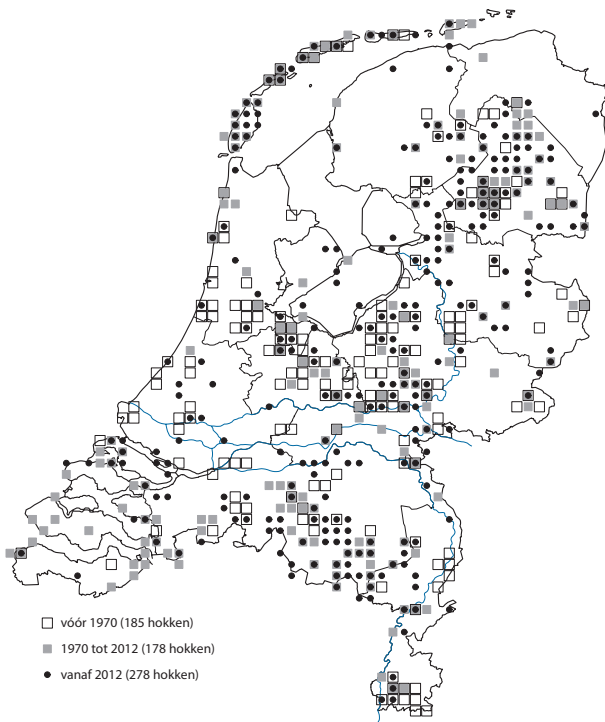 vóór 1970 (185 hokken)
1970 tot 2012 (178 hokken)
vanaf 2012 (278 hokken)